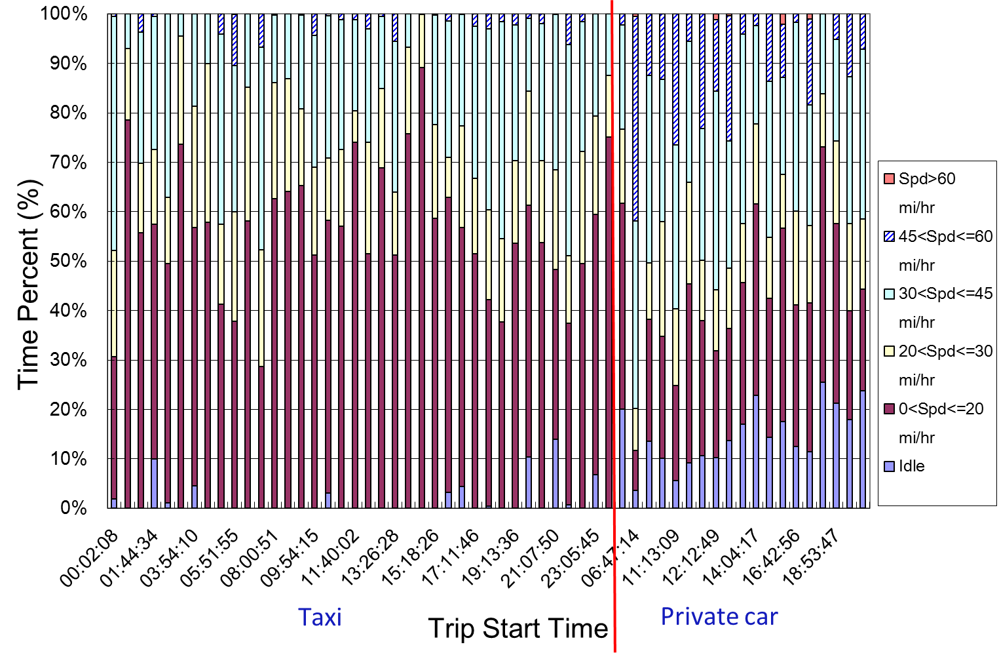 100%
90%
80%
70%
60%
50%
40%
30%
20%
10%
0%
Time Percent (%)
Spd>60
mi/hr
45<Spd<=60
mi/hr
30<Spd<=45
mi/hr
20<Spd<=30
mi/hr
0<Spd<=20
mi/hr
Idle
00:02:08
01:44:34
03:54:10
05:51:55
08:00:51
09:54:15
11:40:02
13:26:28
15:18:26
17:11:46
19:13:36
21:07:50
23:05:45
06:47:14
11:13:09
12:12:49
14:04:17
16:42:56
18:53:47
Taxi
Trip Start Time
Private car